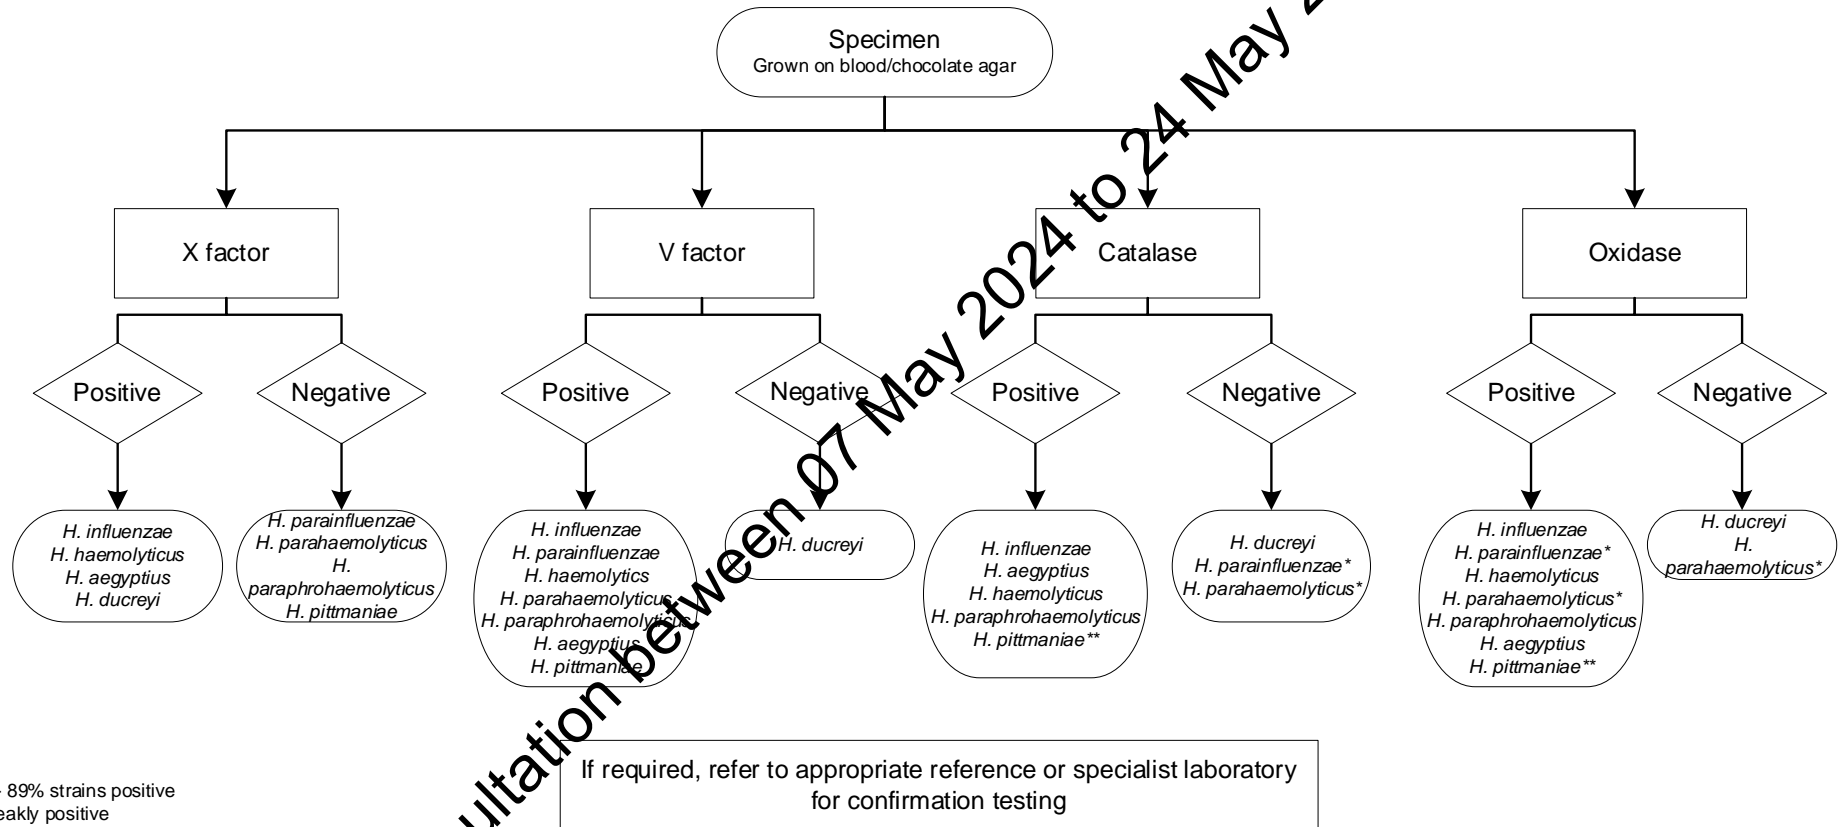 Specimen
Grown on blood/chocolate agar
X factor
V factor
Catalase
Oxidase
Positive
Negative
Positive
Negative
Positive
Negative
Positive
Negative
H. influenzae
H. haemolyticus
H. aegyptius
H. ducreyi
H. parainfluenzae
H. parahaemolyticus
H.
paraphrohaemolyticus
H. pittmaniae
H. influenzae
H. parainfluenzae
H. haemolytics
H. parahaemolyticus
H. paraphrohaemolyticus
H. aegyptius
H. pittmaniae
H. ducreyi
H. influenzae
H. aegyptius
H. haemolyticus
H. paraphrohaemolyticus
H. pittmaniae**
H. ducreyi
H. parainfluenzae*
H. parahaemolyticus*
H. influenzae
H. parainfluenzae*
H. haemolyticus
H. parahaemolyticus*
H. paraphrohaemolyticus
H. aegyptius
H. pittmaniae**
H. ducreyi
H.
parahaemolyticus*
If required, refer to appropriate reference or specialist laboratory
for confirmation testing
89% strains positive
eakly positive
ultation between 07 May 2024 to 24 May 2